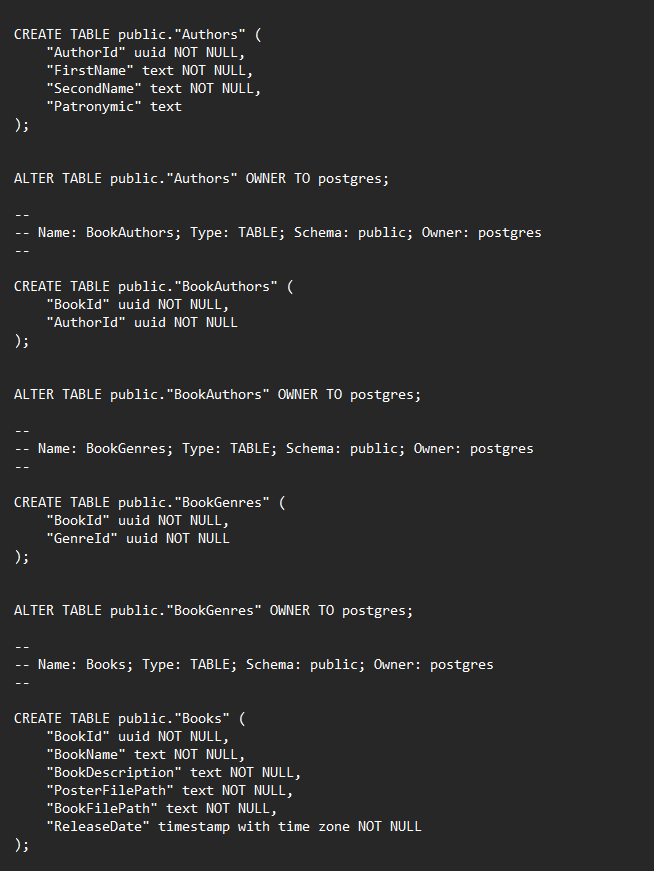 CREATE TABLE public."Authors" (
    "AuthorId" uuid NOT NULL,
    "FirstName" text NOT NULL,
    "SecondName" text NOT NULL,
    "Patronymic" text
);
ALTER TABLE public."Authors" OWNER TO postgres;
--
-- Name: BookAuthors; Type: TABLE; Schema: public; Owner: postgres
--
CREATE TABLE public."BookAuthors" (
    "BookId" uuid NOT NULL,
    "AuthorId" uuid NOT NULL
);
ALTER TABLE public."BookAuthors" OWNER TO postgres;
--
-- Name: BookGenres; Type: TABLE; Schema: public; Owner: postgres
--
CREATE TABLE public."BookGenres" (
    "BookId" uuid NOT NULL,
    "GenreId" uuid NOT NULL
);
ALTER TABLE public."BookGenres" OWNER TO postgres;
--
-- Name: Books; Type: TABLE; Schema: public; Owner: postgres
--
CREATE TABLE public."Books" (
    "BookId" uuid NOT NULL,
    "BookName" text NOT NULL,
    "BookDescription" text NOT NULL,
    "PosterFilePath" text NOT NULL,
    "BookFilePath" text NOT NULL,
    "ReleaseDate" timestamp with time zone NOT NULL
);